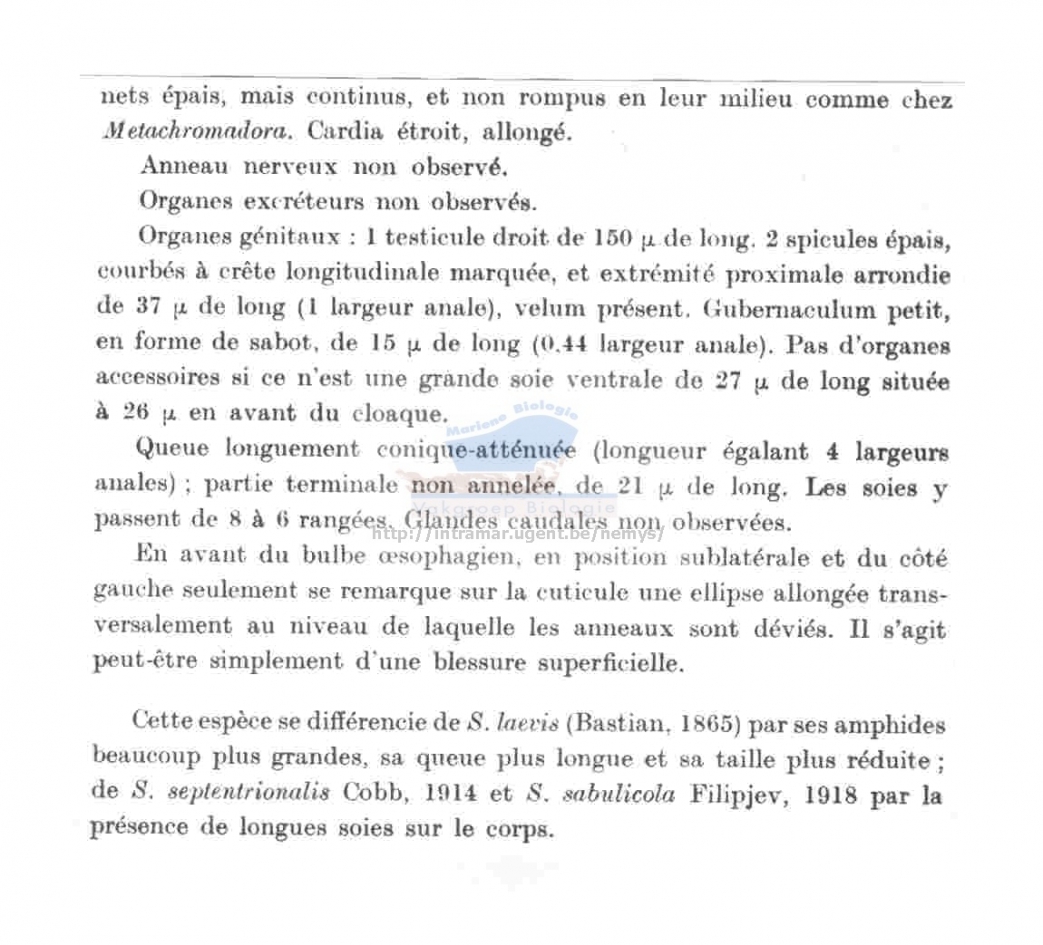 nets épais, mais continus, et non rompus en leur milieu comme chez
Metachromadora. Cardia étroit, allongé.
Anneau nerveux non observé.
Organes excréteurs non observés.
Organes génitaux : 1 testicule droit de 150 µ de long. 2 spicules épais,
courbés à crête longitudinale marquée, et extrémité proximale arrondie
de 37 µ de long (1 largeur anale), velum présent. Gubernaculum petit,
en forme de sabot, de 15 µ de long (0.44 largeur anale). Pas d'organes
accessoires si ce n'est une grande soie ventrale de 27 µ de long située
à 26 µ en avant du cloaque.
Mariene Biologie
Queue longuement conique-atténuée (longueur égalant 4 largeurs
anales) ; partie terminale non annelée, de 21 µ de long. Les soies y
Vakgroep Biologie
passent de 8 à 6 rangées. Glandes caudales non observées.
http://intramar.ugent.be/nemys/
En avant du bulbe œsophagien, en position sublatérale et du côté
gauche seulement se remarque sur la cuticule une ellipse allongée trans-
versalement au niveau de laquelle les anneaux sont déviés. Il s'agit
peut-être simplement d'une blessure superficielle.
Cette espèce se différencie de S. laevis (Bastian, 1865) par ses amphides
beaucoup plus grandes, sa queue plus longue et sa taille plus réduite ;
de S. septentrionalis Cobb, 1914 et S. sabulicola Filipjev, 1918 par la
présence de longues soies sur le corps.